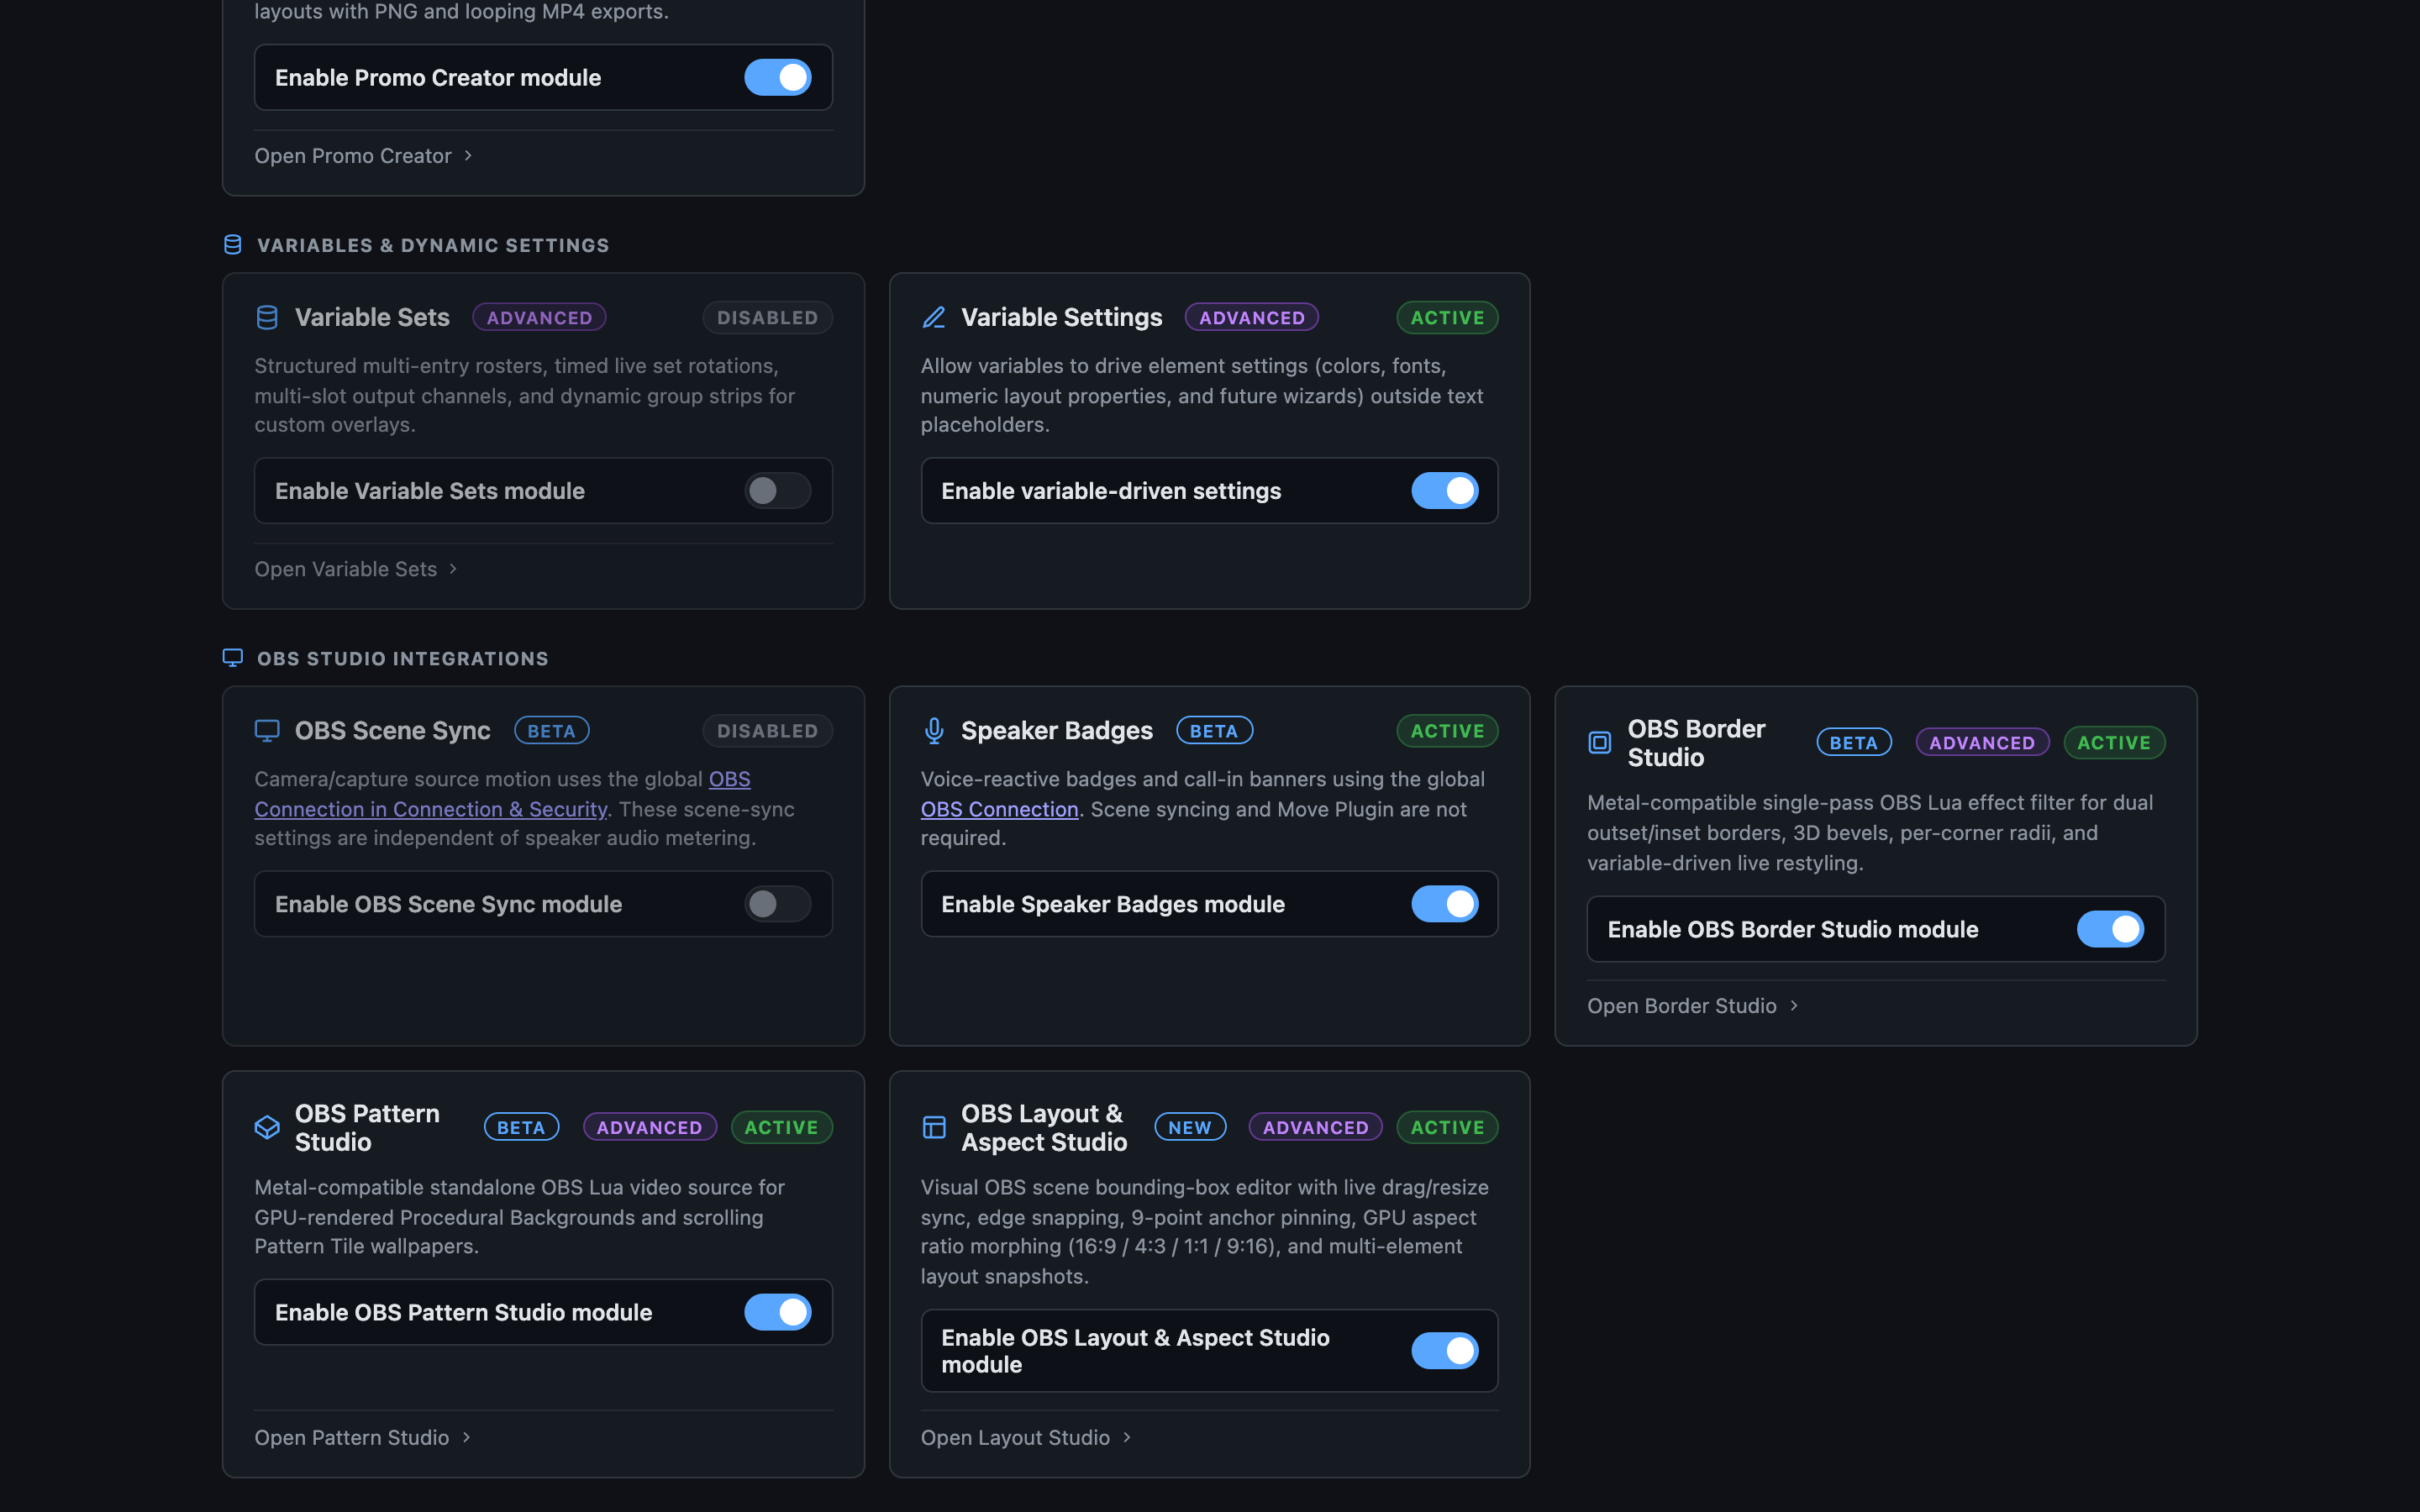 layouts with PNG and looping MP4 exports.
Enable Promo Creator module
Open Promo Creator
VARIABLES & DYNAMIC SETTINGS
Variable Sets ADVANCED DISABLED
Structured multi-entry rosters, timed live set rotations,
multi-slot output channels, and dynamic group strips for
custom overlays.
Enable Variable Sets module
Open Variable Sets
Variable Settings ADVANCED ACTIVE
Allow variables to drive element settings (colors, fonts,
numeric layout properties, and future wizards) outside text
placeholders.
Enable variable-driven settings
OBS STUDIO INTEGRATIONS
OBS Scene Sync BETA DISABLED
Camera/capture source motion uses the global OBS
Connection in Connection & Security. These scene-sync
settings are independent of speaker audio metering.
Enable OBS Scene Sync module
Speaker Badges BETA ACTIVE
Voice-reactive badges and call-in banners using the global
OBS Connection. Scene syncing and Move Plugin are not
required.
Enable Speaker Badges module
OBS Border
Studio BETA ADVANCED ACTIVE
Metal-compatible single-pass OBS Lua effect filter for dual
outset/inset borders, 3D bevels, per-corner radii, and
variable-driven live restyling.
Enable OBS Border Studio module
Open Border Studio
OBS Pattern
Studio BETA ADVANCED ACTIVE
Metal-compatible standalone OBS Lua video source for
GPU-rendered Procedural Backgrounds and scrolling
Pattern Tile wallpapers.
Enable OBS Pattern Studio module
Open Pattern Studio
OBS Layout &
Aspect Studio NEW ADVANCED ACTIVE
Visual OBS scene bounding-box editor with live drag/resize
sync, edge snapping, 9-point anchor pinning, GPU aspect
ratio morphing (16:9 / 4:3 / 1:1 / 9:16), and multi-element
layout snapshots.
Enable OBS Layout & Aspect Studio
module
Open Layout Studio